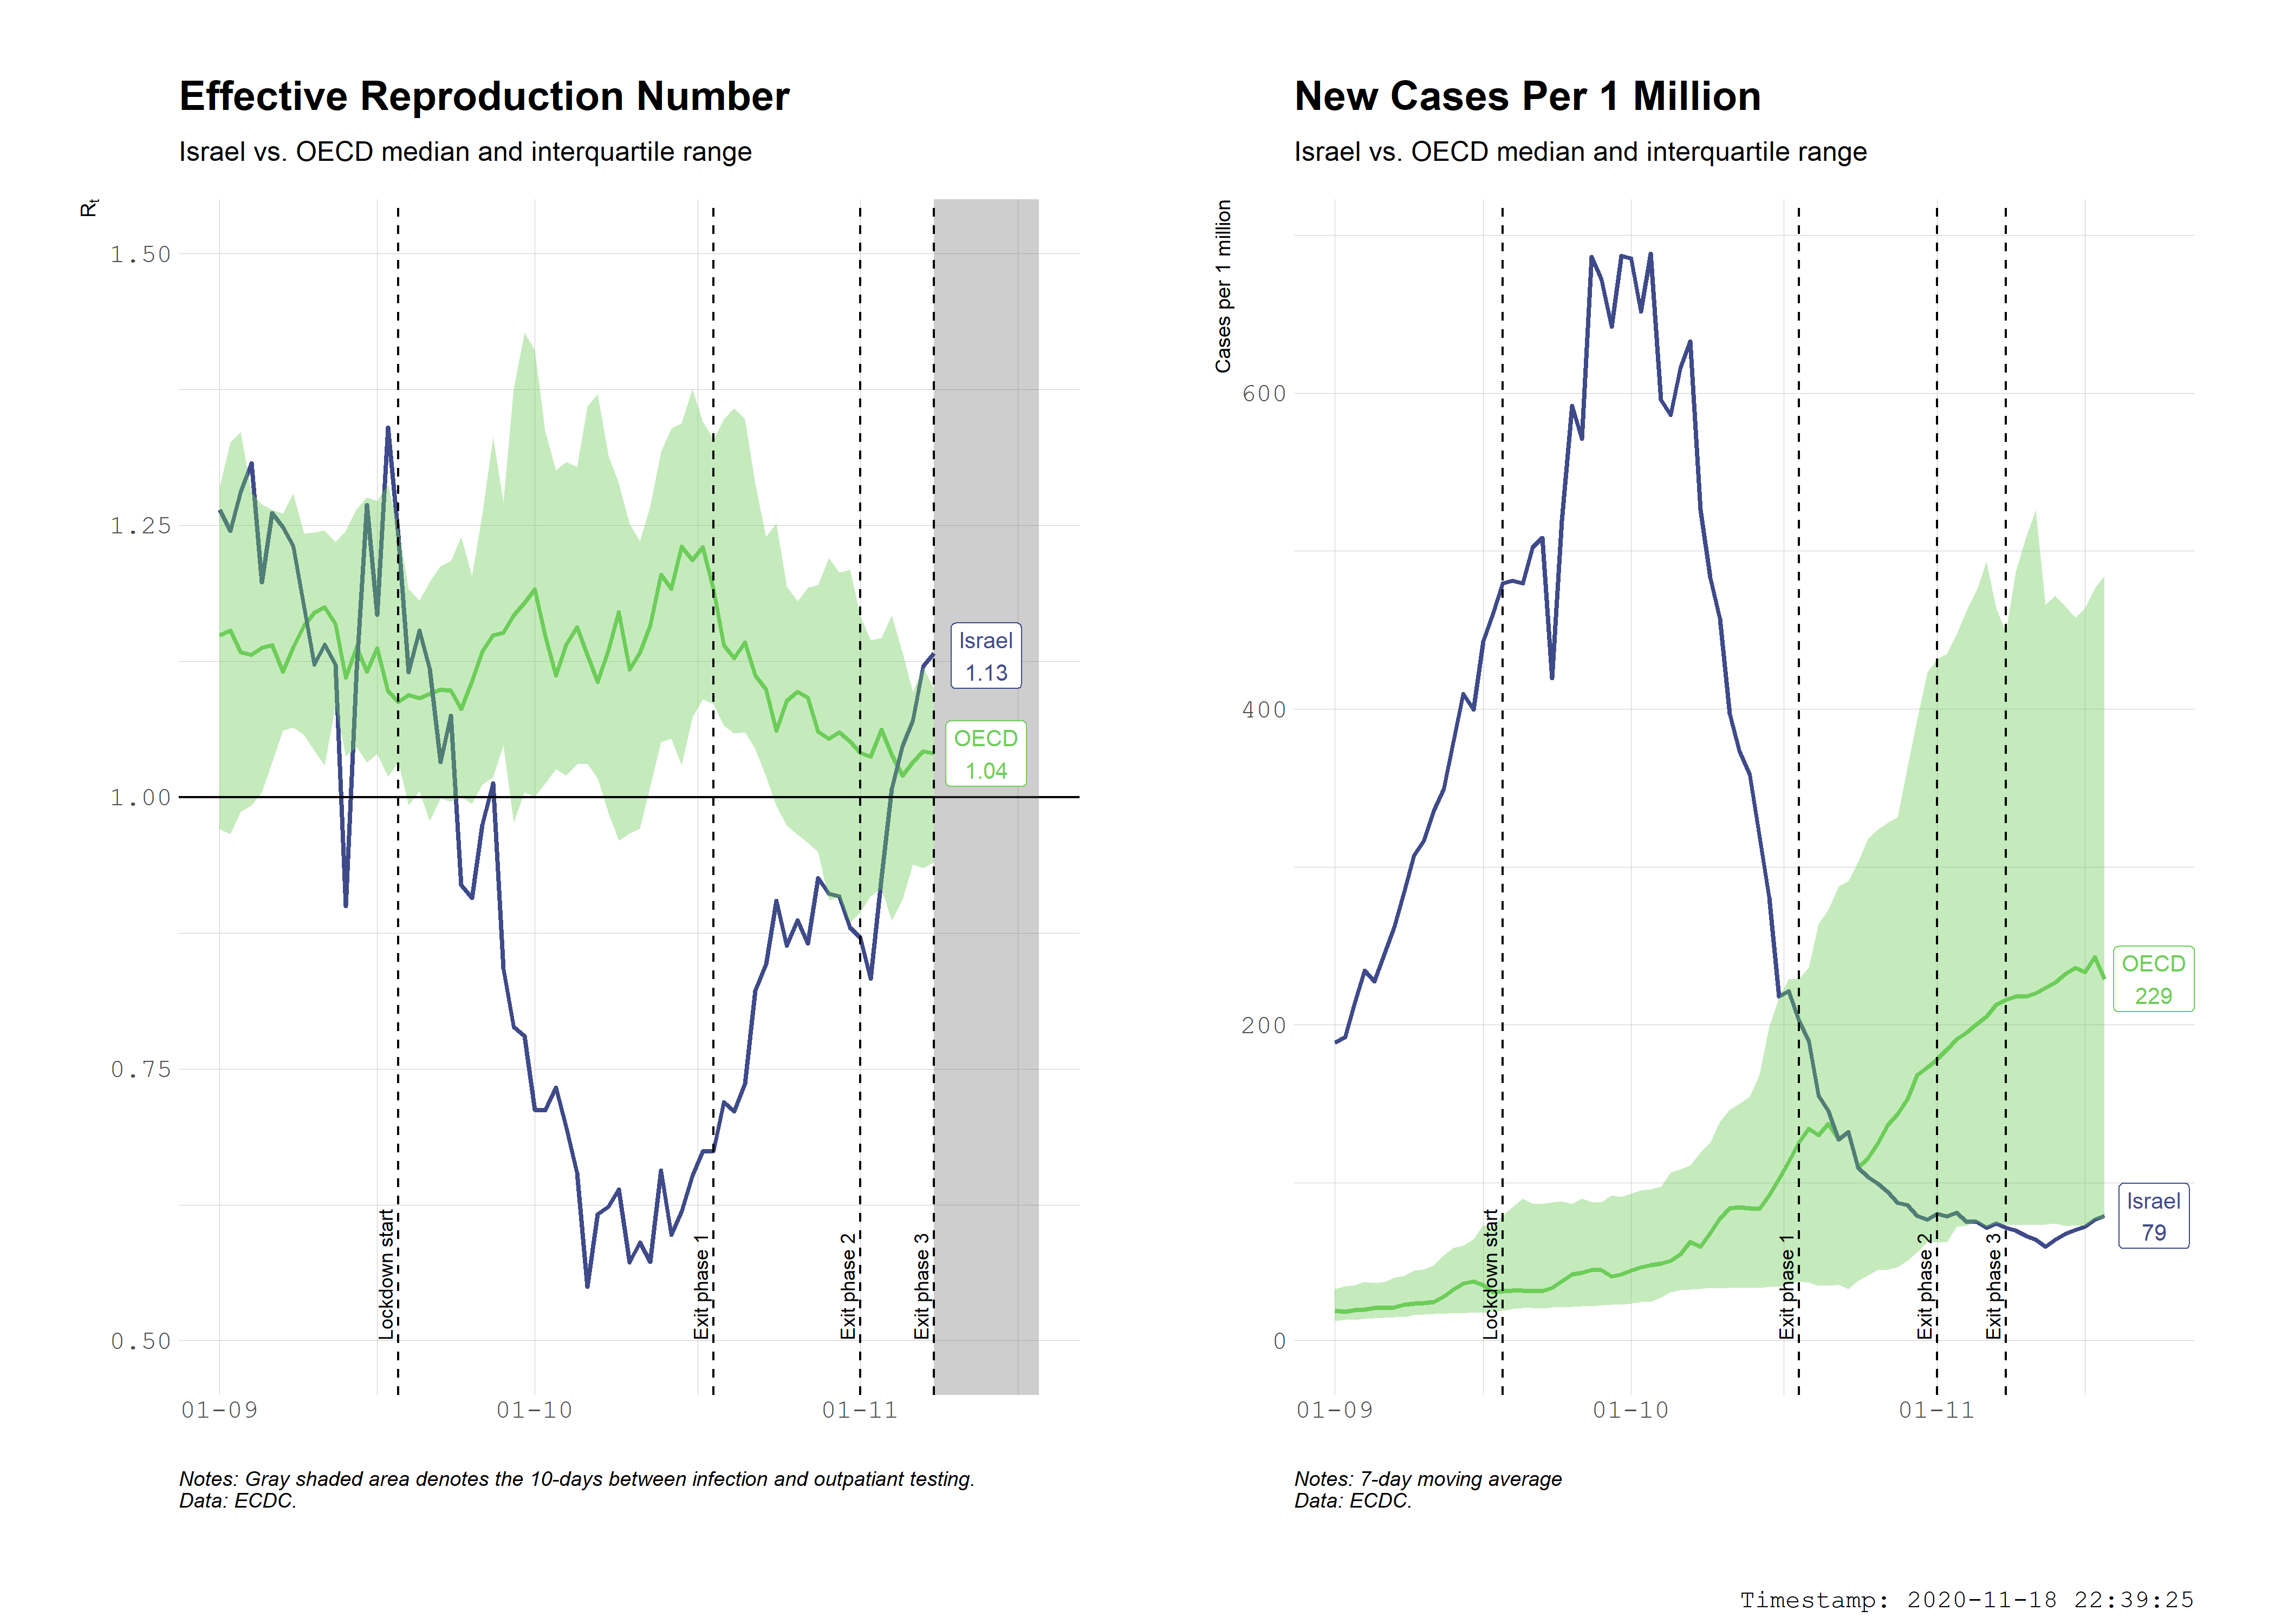 Effective Reproduction Number
Israel vs. OECD median and interquartile range
Rt
1.50
1.25
1.00
0.75
0.50
Lockdown start
Exit phase 1
Exit phase 2
Exit phase 3
Israel
1.13
OECD
1.04
01-09
01-10
01-11
Notes: Gray shaded area denotes the 10-days between infection and outpatiant testing.
Data: ECDC.
New Cases Per 1 Million
Israel vs. OECD median and interquartile range
Cases per 1 million
600
400
200
0
Lockdown start
Exit phase 1
Exit phase 2
Exit phase 3
OECD
229
Israel
79
01-09
01-10
01-11
Notes: 7-day moving average
Data: ECDC.
Timestamp: 2020-11-18 22:39:25